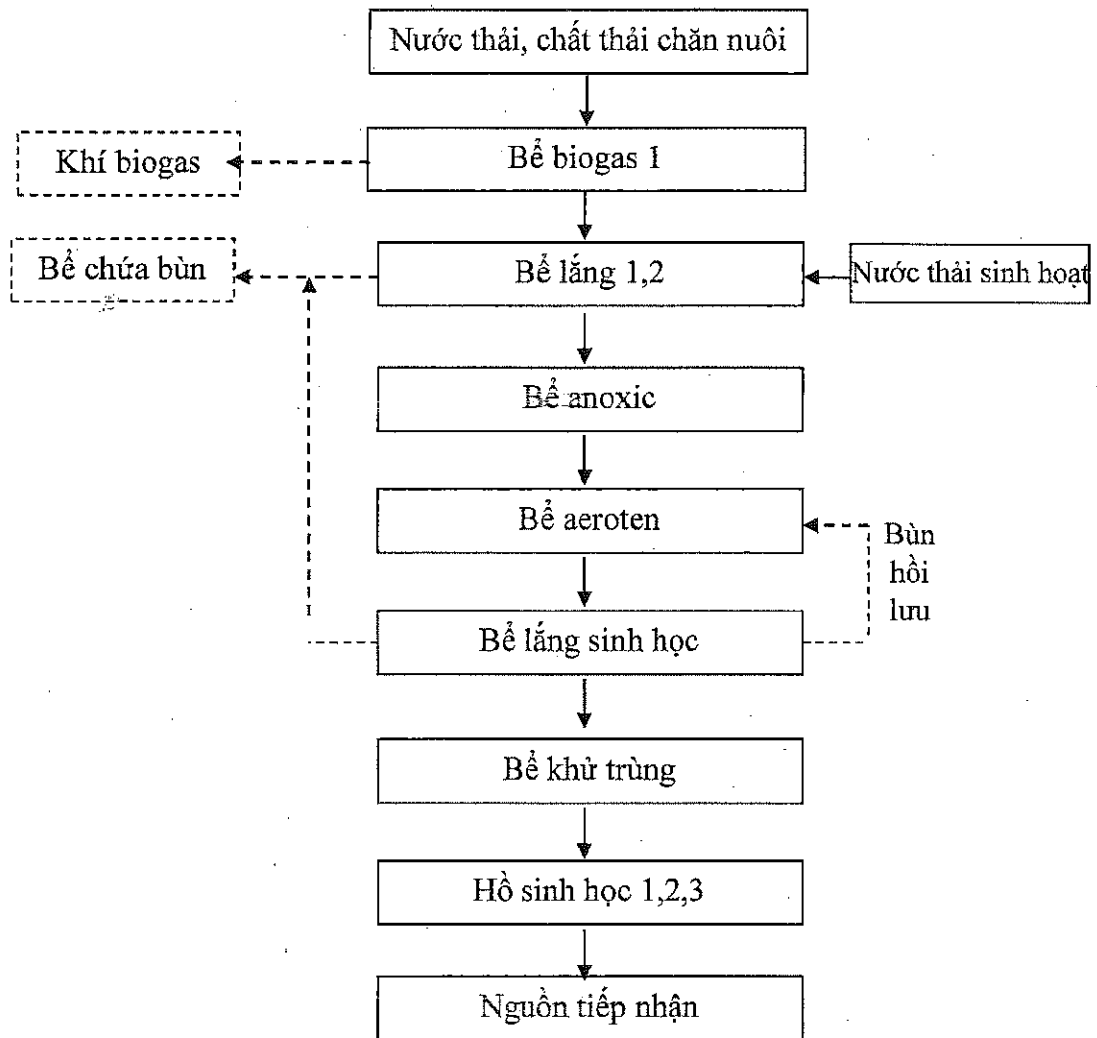 Nước thải, chất thải chăn nuôi
Khí biogas
Bể biogas 1
Bể chứa bùn
Bể lắng 1,2
Nước thải sinh hoạt
Bể anoxic
Bể aeroten
Bùn
hồi
lưu
Bể lắng sinh học
Bể khử trùng
Hồ sinh học 1,2,3
Nguồn tiếp nhận